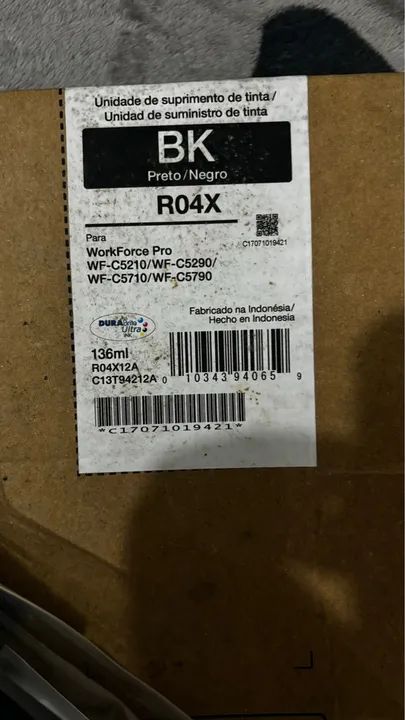 Unidade de suprimento de tinta /
Unidad de suministro de tinta
BK
Preto/Negro
R04X
Para
WorkForce Pro
WF-C5210/WF-C5290/
WF-C5710/WF-C5790
C17071019421
Fabricado na Indonésia/
Hecho en Indonesia
DURABrite
Ultra
INK
136ml
R04X12A
C13T94212A
0 10343 94065 9
*C17071019421*